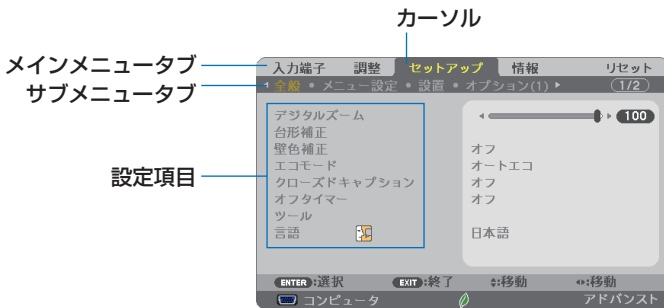 カーソル
メインメニュータブ
サブメニュータブ
設定項目
入力端子 調整 セットアップ 情報 リセット
全般 • メニュー設定 • 設置 • オプション(1) 1/2
デジタルズーム 100
台形補正
壁色補正 オフ
エコモード オートエコ
クローズドキャプション オフ
オフタイマー オフ
ツール
言語 日本語
ENTER:選択 EXIT:終了 :移動 :移動
コンピュータ アドバンスト